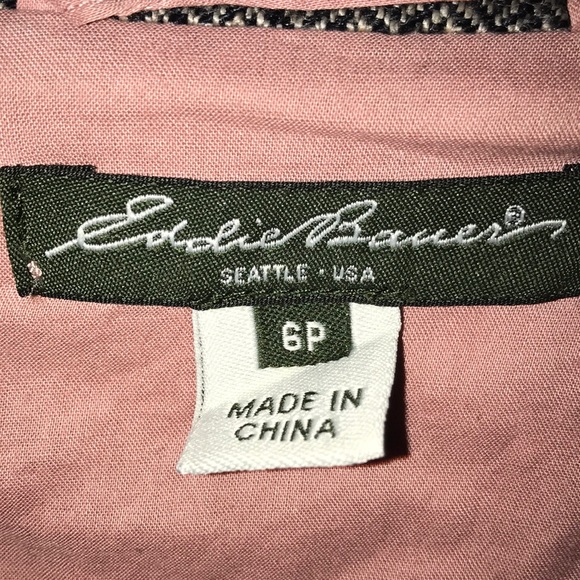 Eddie Bauer®
SEATTLE · USA
6P
MADE IN
CHINA